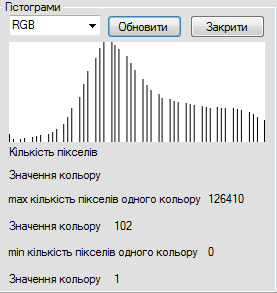 Гістограми
RGB Обновити Закрити
Кількість пікселів
Значення кольору
max кількість пікселів одного кольору 126410
Значення кольору 102
min кількість пікселів одного кольору 0
Значення кольору 1